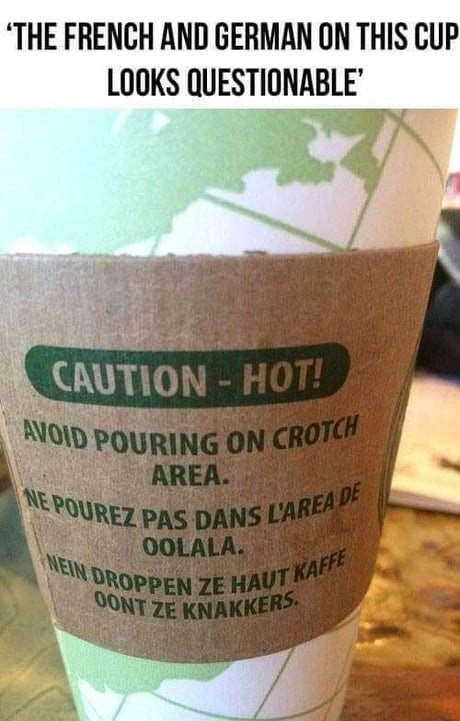 'THE FRENCH AND GERMAN ON THIS CUP
LOOKS QUESTIONABLE'
CAUTION - HOT!
AVOID POURING ON CROTCH
AREA.
NE POUREZ PAS DANS L'AREA DE
OOLALA.
NEIN DROPPEN ZE HAUT KAFFE
OONT ZE KNAKKERS.